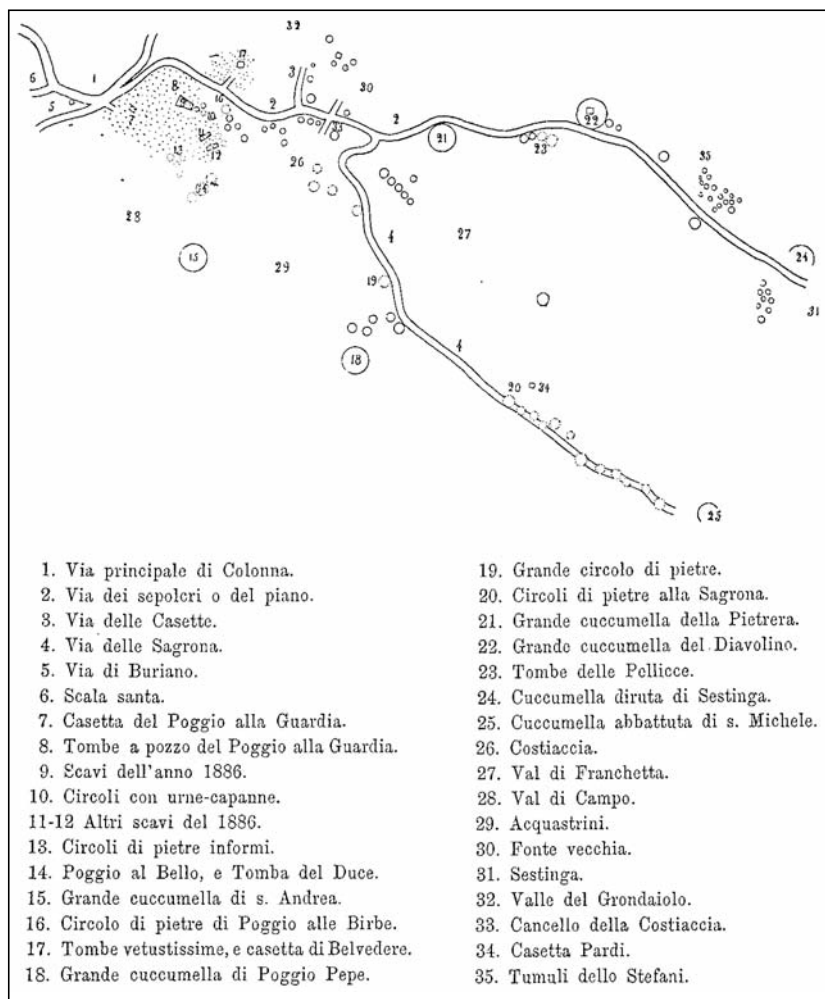 32
17
6
1
3
30
8
16
5
2
2
10
7
33
22
21
23
13
12
26
35
28
27
4
15
29
24
19
31
4
18
20
34
25
1. Via principale di Colonna.
2. Via dei sepolcri o del piano.
3. Via delle Casette.
4. Via delle Sagrona.
5. Via di Buriano.
6. Scala santa.
7. Casetta del Poggio alla Guardia.
8. Tombe a pozzo del Poggio alla Guardia.
9. Scavi dell'anno 1886.
10. Circoli con urne-capanne.
11-12 Altri scavi del 1886.
13. Circoli di pietre informi.
14. Poggio al Bello, e Tomba del Duce.
15. Grande cuccumella di s. Andrea.
16. Circolo di pietre di Poggio alle Birbe.
17. Tombe vetustissime, e casetta di Belvedere.
18. Grande cuccumella di Poggio Pepe.
19. Grande circolo di pietre.
20. Circoli di pietre alla Sagrona.
21. Grande cuccumella della Pietrera.
22. Grande cuccumella del Diavolino.
23. Tombe delle Pellicce.
24. Cuccumella diruta di Sestinga.
25. Cuccumella abbattuta di s. Michele.
26. Costiaccia.
27. Val di Franchetta.
28. Val di Campo.
29. Acquastrini.
30. Fonte vecchia.
31. Sestinga.
32. Valle del Grondaiolo.
33. Cancello della Costiaccia.
34. Casetta Pardi.
35. Tumuli dello Stefani.